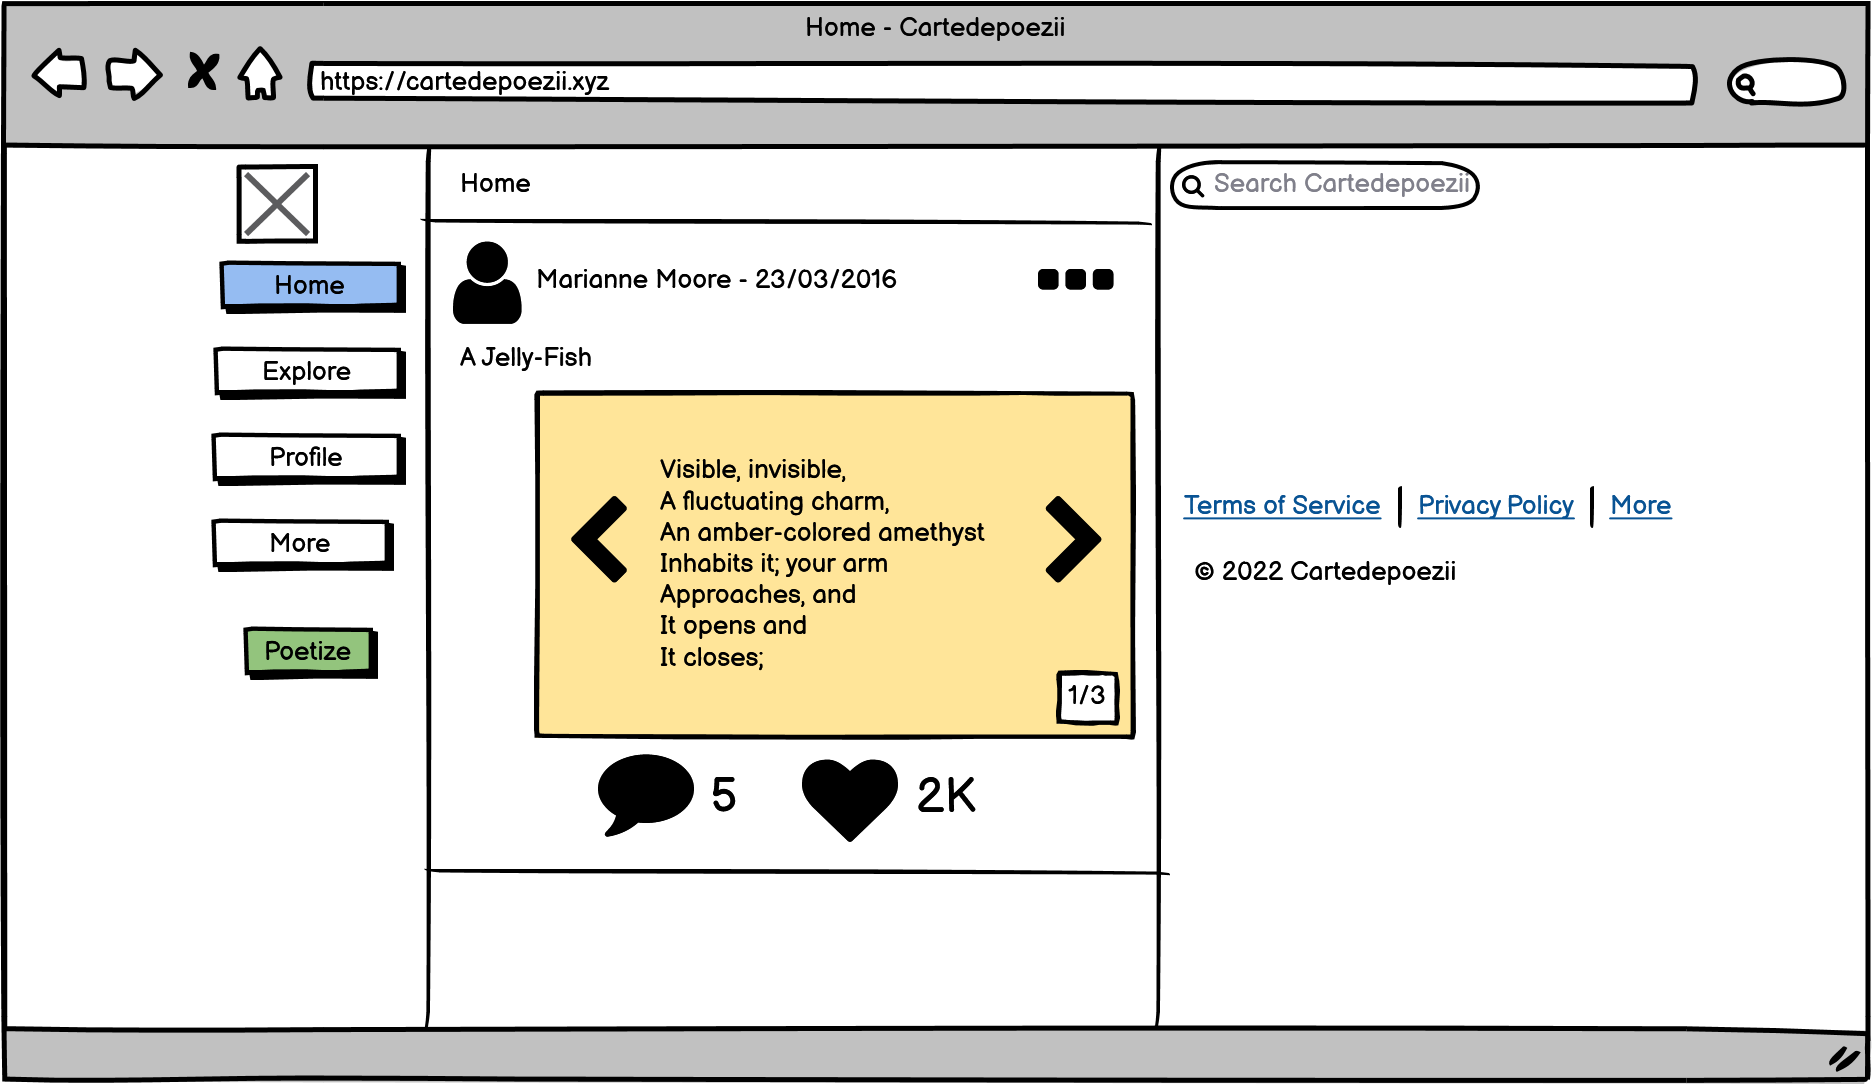 Home - Cartedepoezii
https://cartedepoezii.xyz
Home
Explore
Profile
More
Poetize
Home
Marianne Moore - 23/03/2016
A Jelly-Fish
Visible, invisible,
A fluctuating charm,
An amber-colored amethyst
Inhabits it; your arm
Approaches, and
It opens and
It closes;
1/3
5
2K
Search Cartedepoezii
Terms of Service
Privacy Policy
More
© 2022 Cartedepoezii